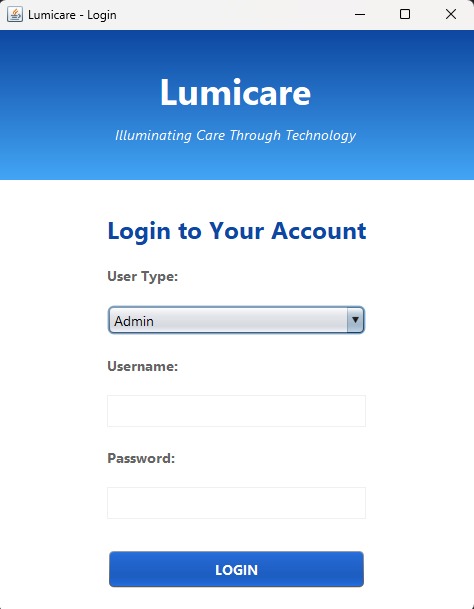 Lumicare - Login
Lumicare
Illuminating Care Through Technology
Login to Your Account
User Type:
Admin
Username:
Password:
LOGIN